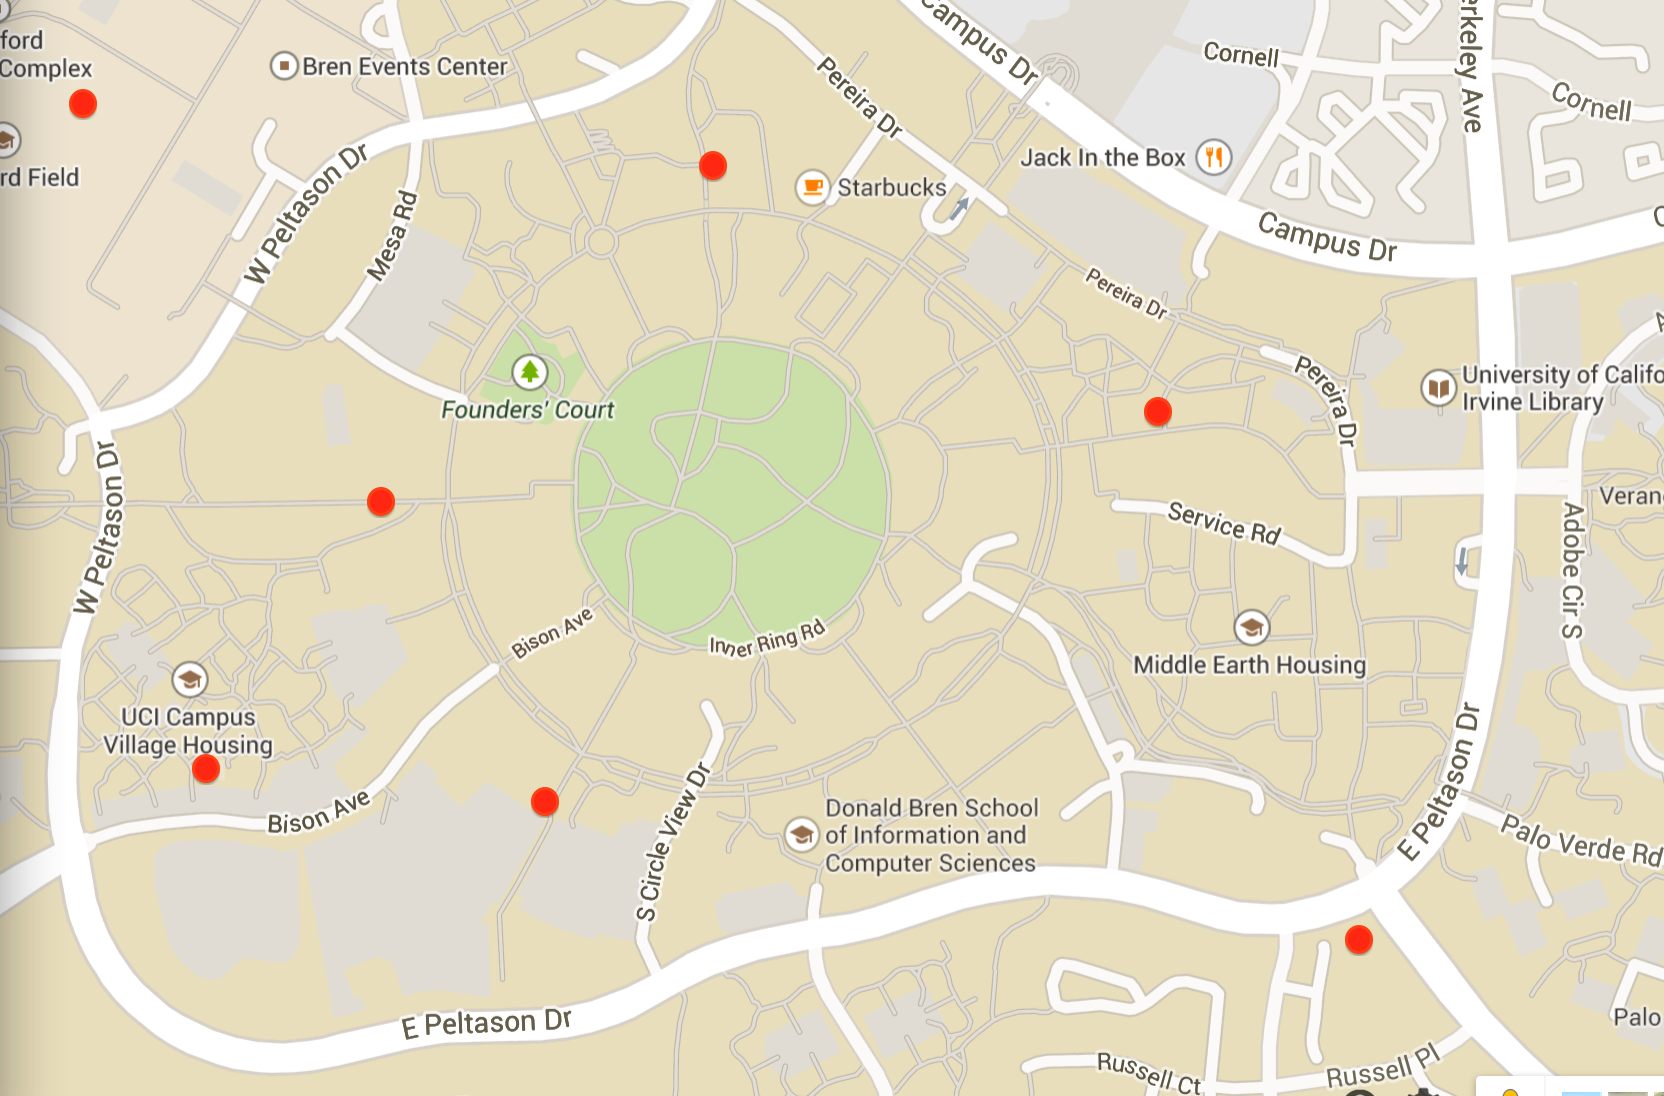 ford
Complex
Bren Events Center
rd Field
W Peltason Dr
Mesa Rd
Pereira Dr
Campus Dr
Cornell
erkeley Ave
Cornell
Jack In the Box
Starbucks
Campus Dr
C
Pereira Dr
Founders' Court
Pereira Dr
University of Califo
Irvine Library
A
W Peltason Dr
Service Rd
Veran
Adobe Cir S
Bison Ave
Inner Ring Rd
Middle Earth Housing
UCI Campus
Village Housing
Bison Ave
S Circle View Dr
Donald Bren School
of Information and
Computer Sciences
E Peltason Dr
Palo Verde Rd
E Peltason Dr
Palo
Russell Ct
Russell Pl